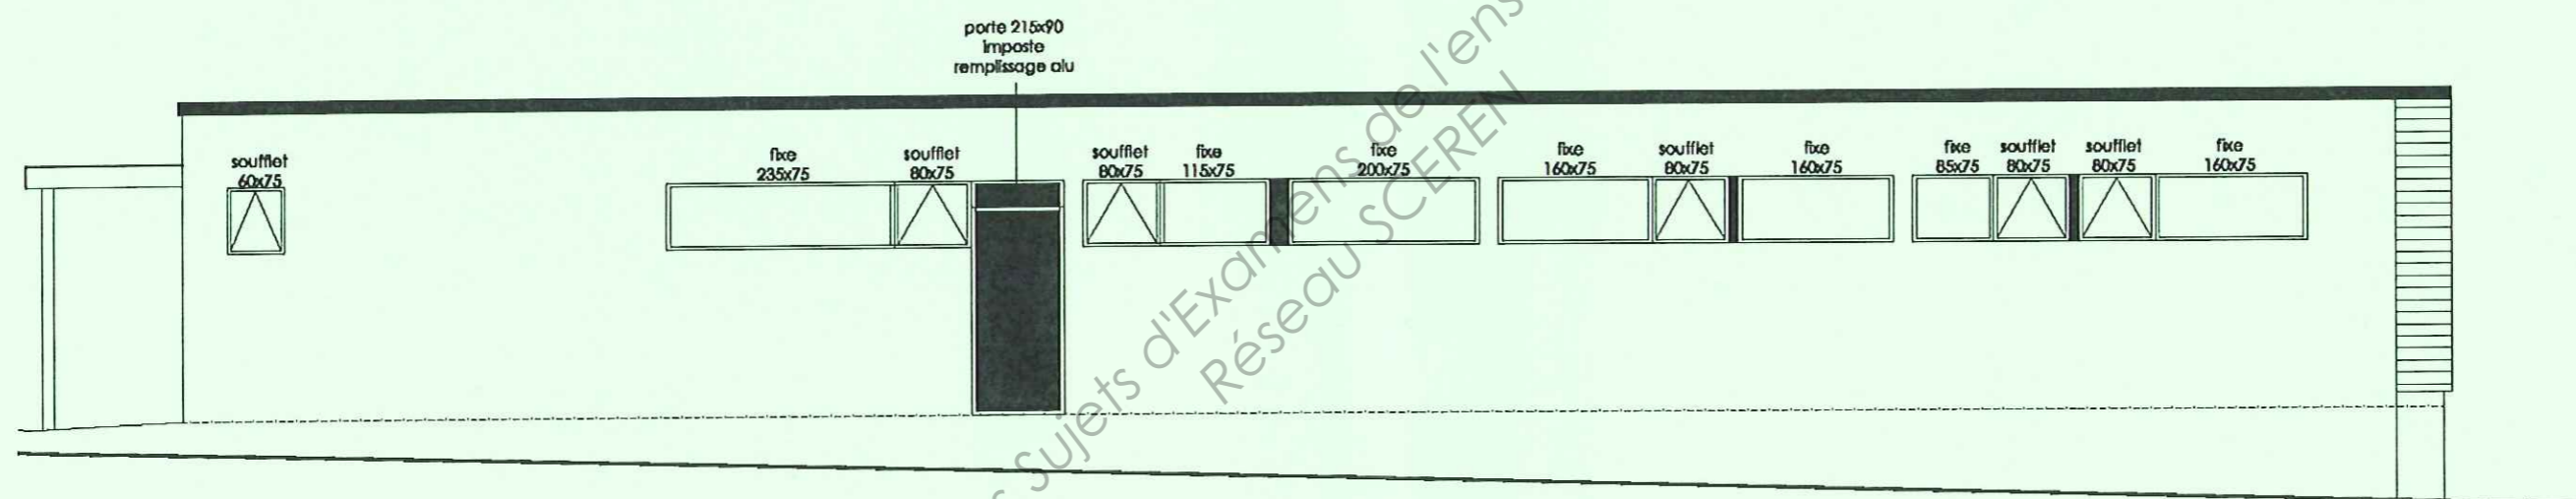 porte 215x90
imposte
remplissage alu
soufflet
60x75
fixe
235x75
soufflet
80x75
soufflet
80x75
fixe
115x75
fixe
200x75
fixe
160x75
soufflet
80x75
fixe
160x75
fixe
85x75
soufflet
80x75
soufflet
80x75
fixe
160x75
Sujets d'Examens de l'ens
Réseau SCEREN